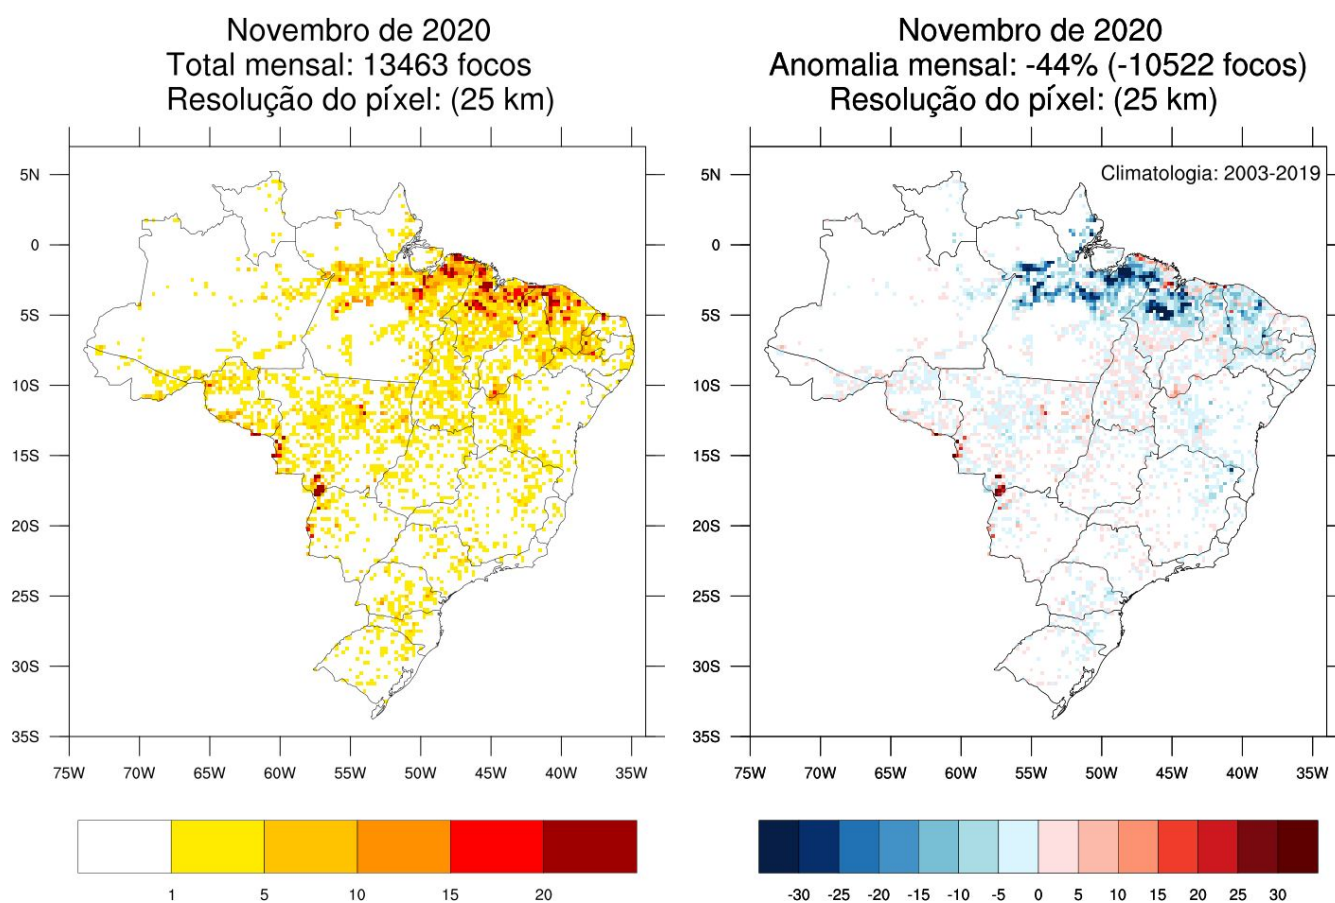 Novembro de 2020
Total mensal: 13463 focos
Resolução do píxel: (25 km)
5N
0
5S
10S
15S
20S
25S
30S
35S
75W 70W 65W 60W 55W 50W 45W 40W 35W
1 5 10 15 20
Novembro de 2020
Anomalia mensal: -44% (-10522 focos)
Resolução do píxel: (25 km)
Climatologia: 2003-2019
5N
0
5S
10S
15S
20S
25S
30S
35S
75W 70W 65W 60W 55W 50W 45W 40W 35W
-30 -25 -20 -15 -10 -5 0 5 10 15 20 25 30